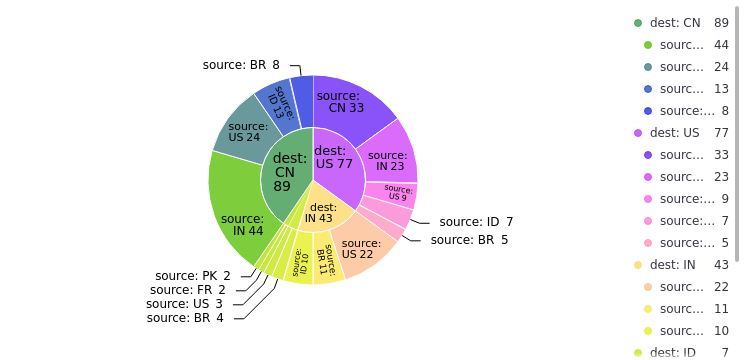 source: BR 8
source:
CN 33
source:
ID 13
source:
US 24
source:
IN 23
dest:
CN
89
dest:
US 77
source:
US 9
dest:
IN 43
source: ID 7
source: BR 5
source:
IN 44
source:
US 22
source:
ID 10
source:
BR 11
source: PK 2
source: FR 2
source: US 3
source: BR 4
dest: CN 89
sourc... 44
sourc... 24
sourc... 13
source:... 8
dest: US 77
sourc... 33
sourc... 23
source:... 9
source:... 7
source:... 5
dest: IN 43
sourc... 22
sourc... 11
sourc... 10
dest: ID 7